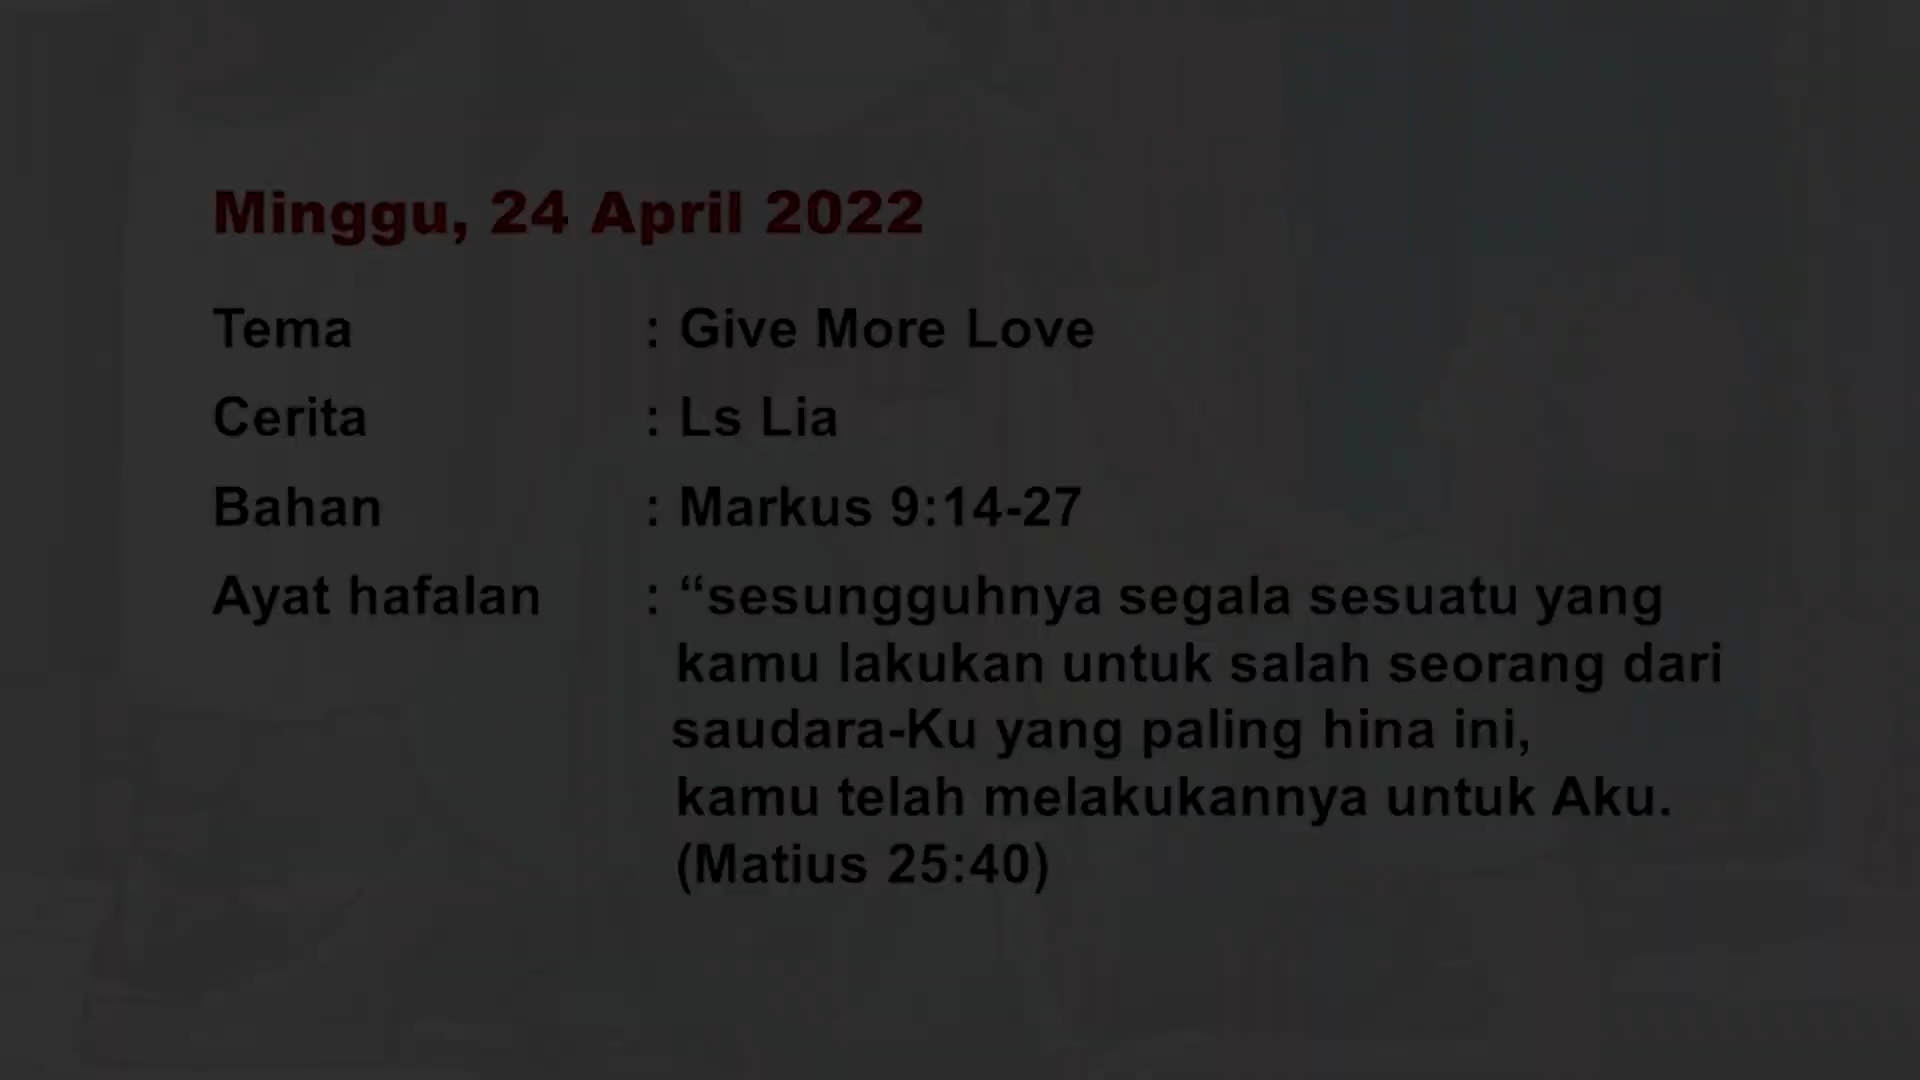 Minggu, 24 April 2022
Tema : Give More Love
Cerita : Ls Lia
Bahan : Markus 9:14-27
Ayat hafalan : “sesungguhnya segala sesuatu yang
kamu lakukan untuk salah seorang dari
saudara-Ku yang paling hina ini,
kamu telah melakukannya untuk Aku.
(Matius 25:40)